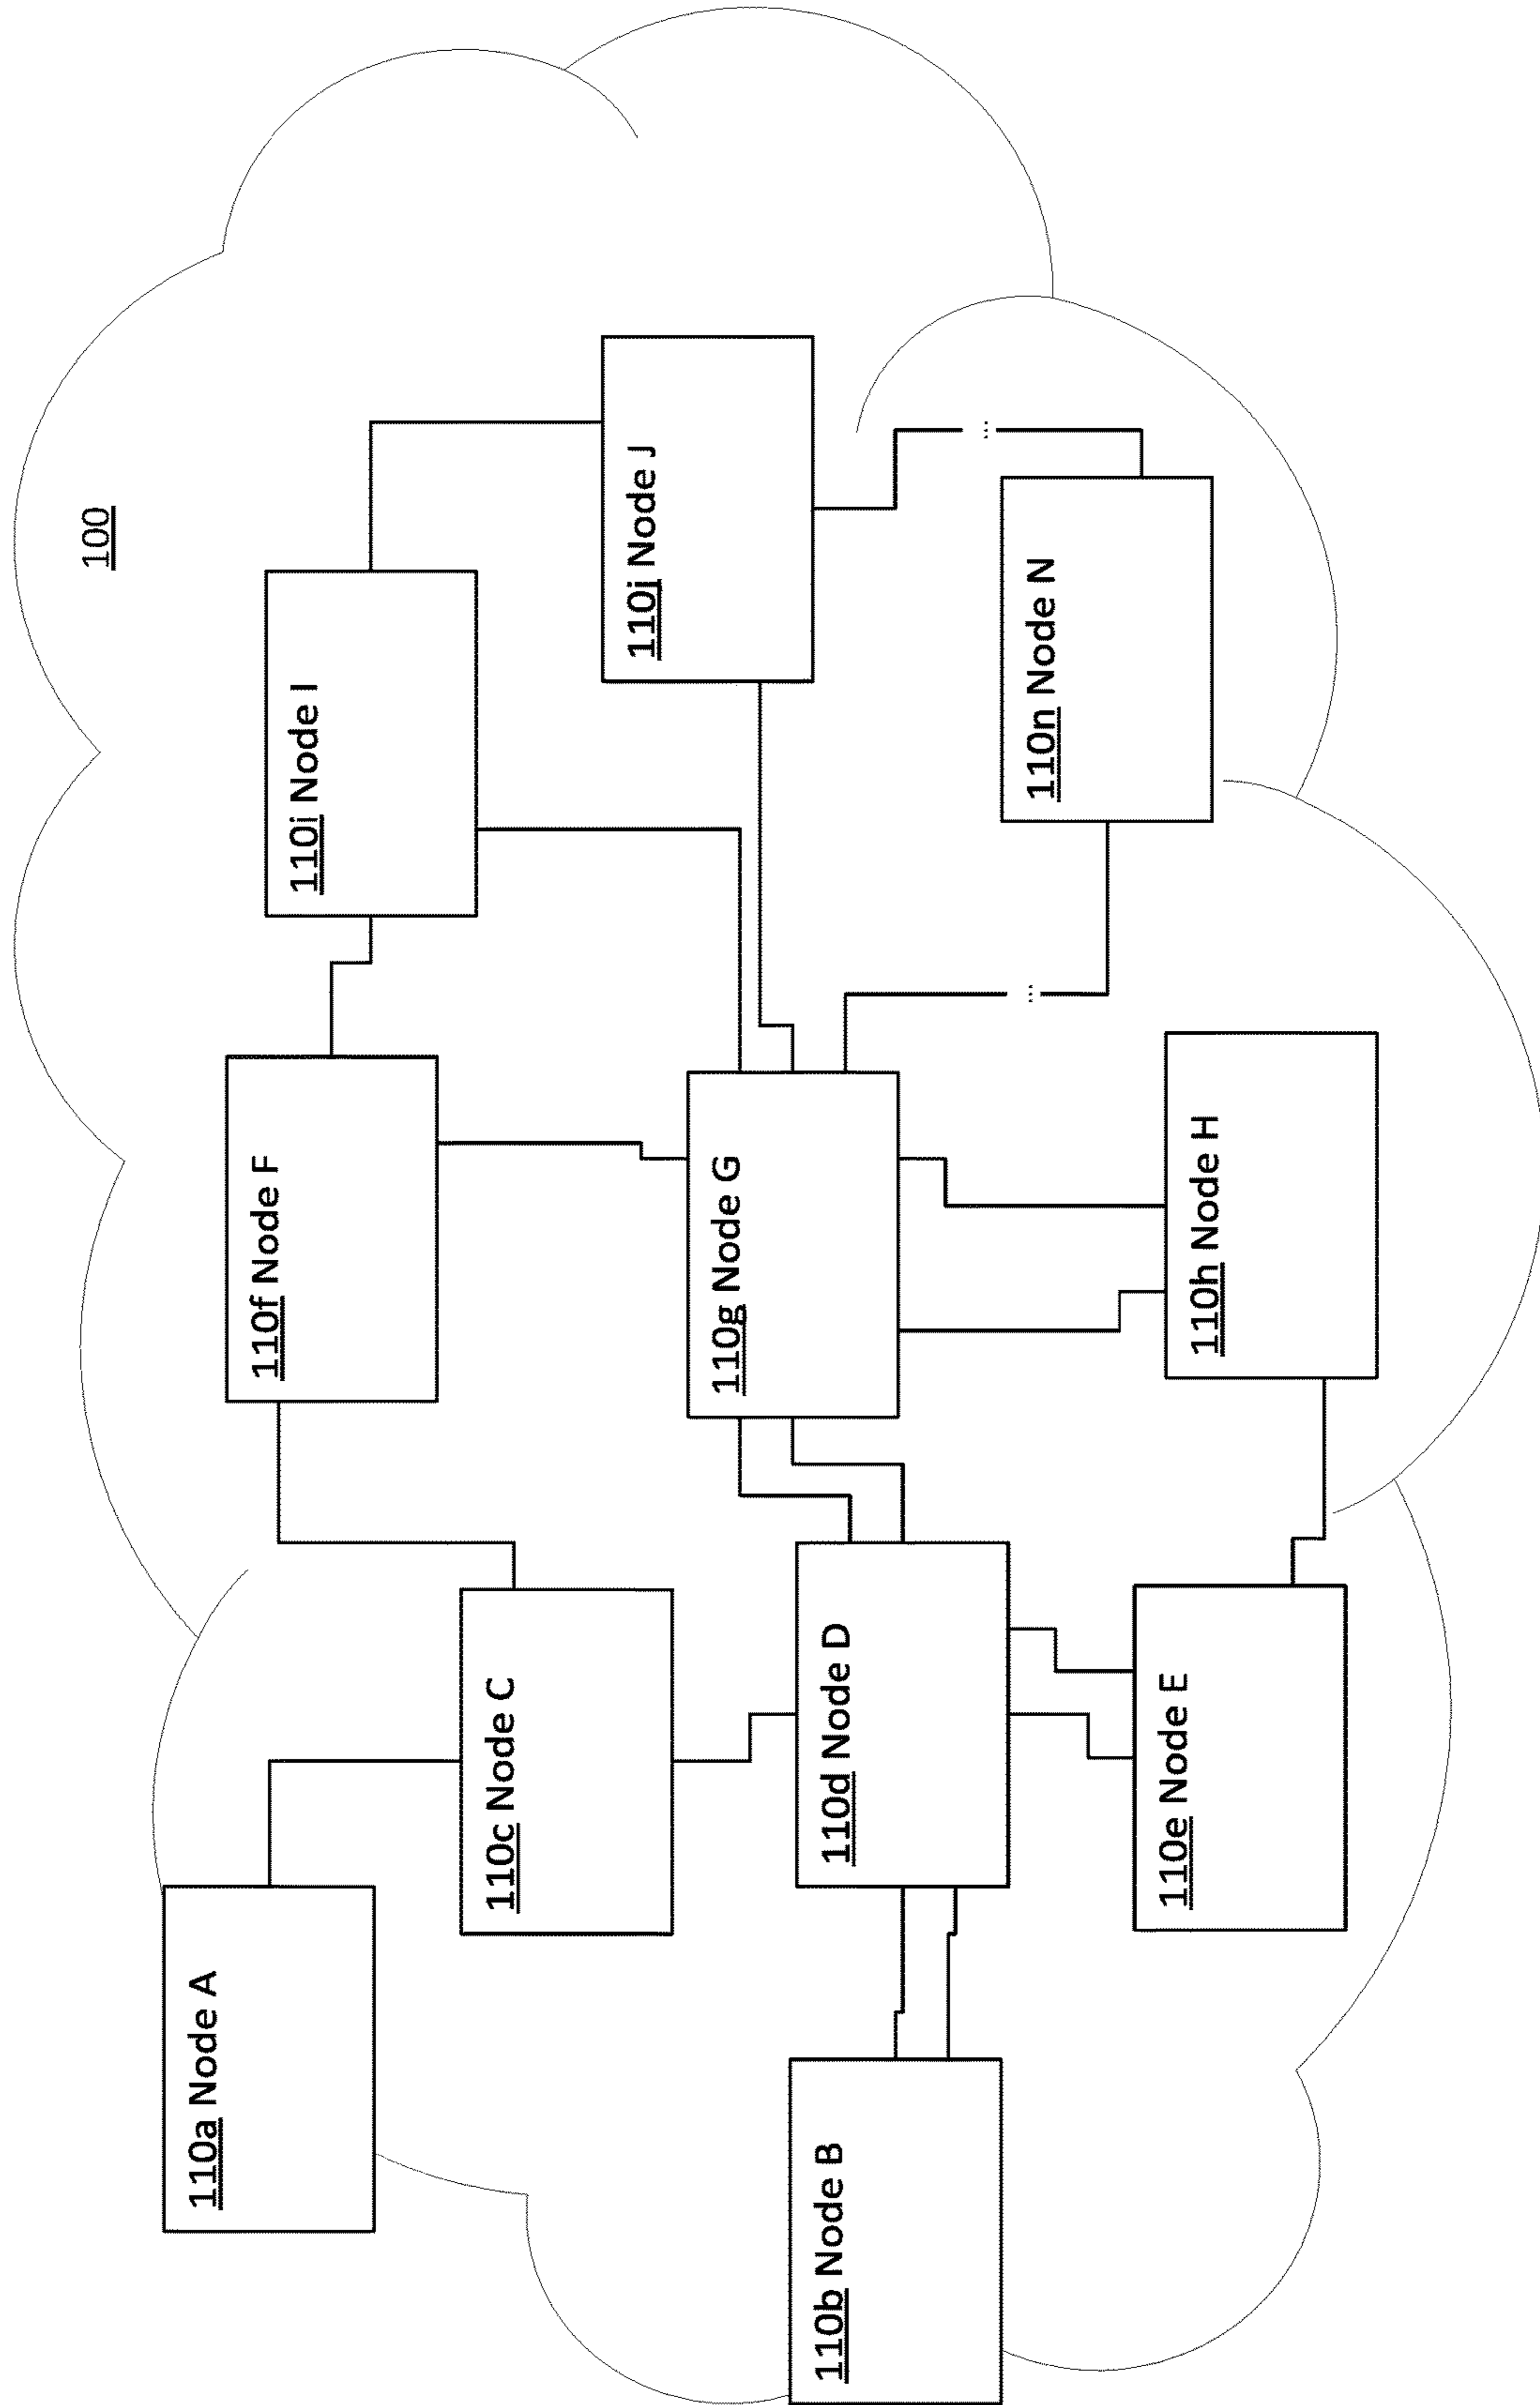 100
110a Node A
110f Node F
110i Node I
110c Node C
110j Node J
110g Node G
110b Node B
110d Node D
110n Node N
110e Node E
110h Node H
...
...